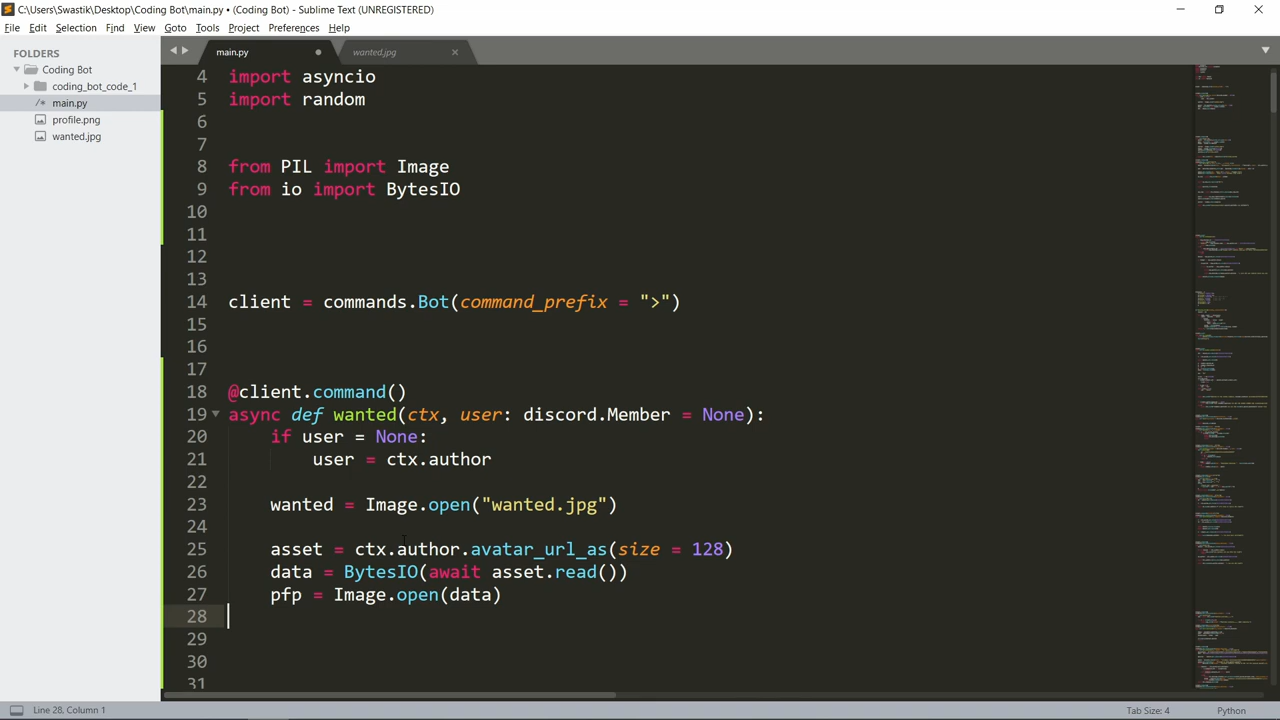 C:\Users\Swastik\Desktop\Coding Bot\main.py • (Coding Bot) - Sublime Text (UNREGISTERED)
File Edit Selection Find View Goto Tools Project Preferences Help
FOLDERS
Coding Bot
coding_bot_code_1
main.py
profile.png
wanted.jpg
main.py
wanted.jpg
4 import asyncio
5 import random
6
7
8 from PIL import Image
9 from io import BytesIO
10
11
12
13
14 client = commands.Bot(command_prefix = ">")
15
16
17
18 @client.command()
19 async def wanted(ctx, user: discord.Member = None):
20 if user = None:
21 user = ctx.author
22
23 wanted = Image.open("wanted.jpg")
24
25 asset = ctx.author.avatar_url_as(size = 128)
26 data = BytesIO(await asset.read())
27 pfp = Image.open(data)
28
29
30
31
Line 28, Column 1
Tab Size: 4
Python